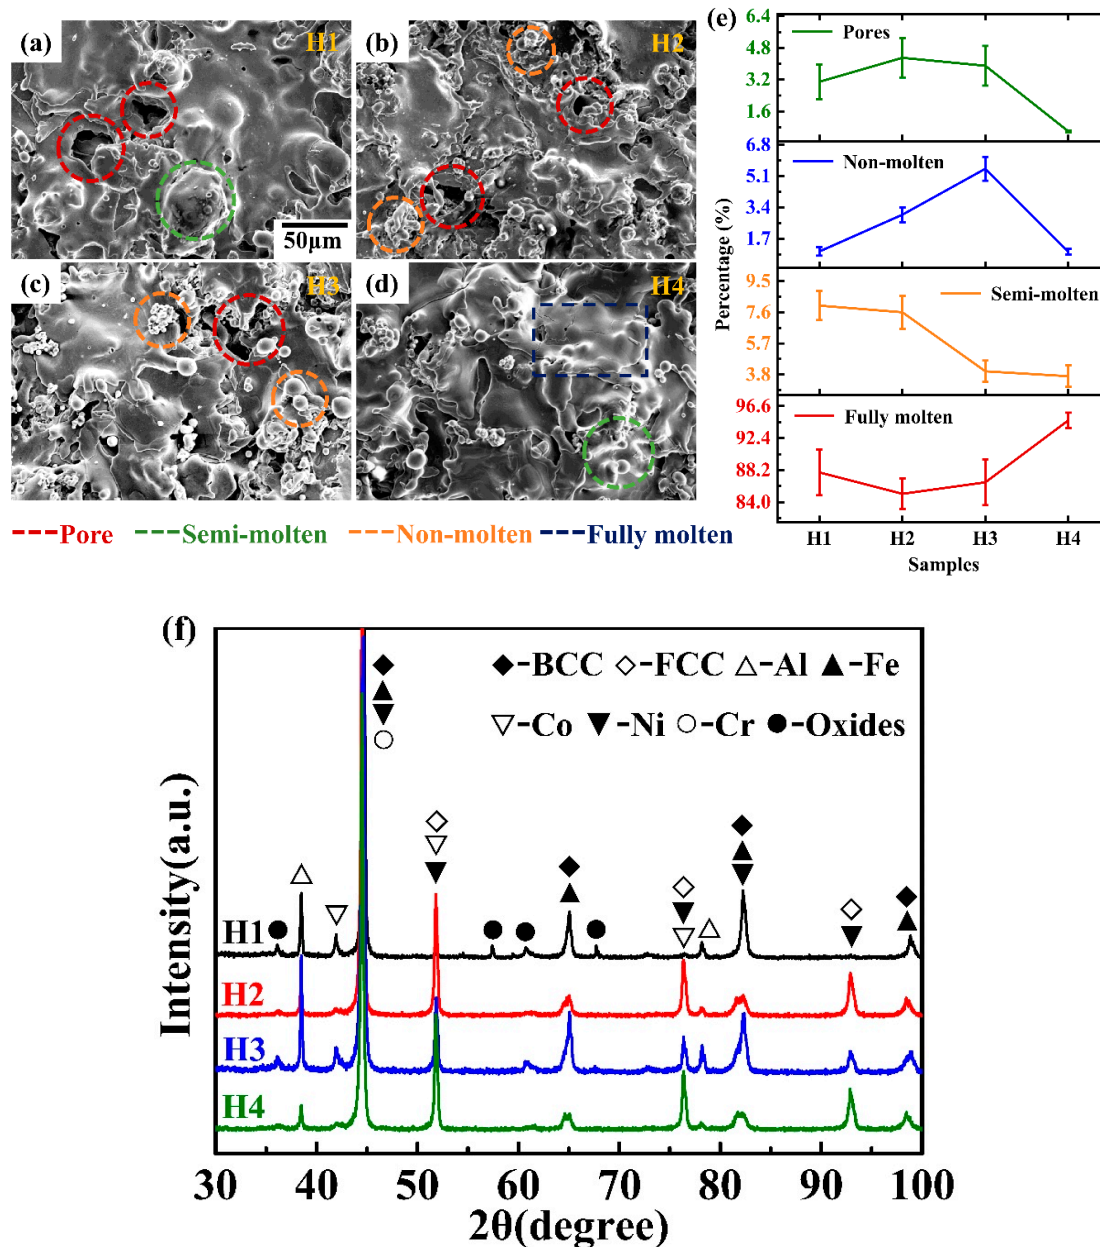 (a)
H1
(b)
H2
50μm
(c)
H3
(d)
H4
Pore
Semi-molten
Non-molten
Fully molten
(e)
Percentage (%)
6.4
4.8
3.2
1.6
Pores
6.8
5.1
3.4
1.7
Non-molten
9.5
7.6
5.7
3.8
Semi-molten
96.6
92.4
88.2
84.0
Fully molten
H1 H2 H3 H4
Samples
(f)
Intensity(a.u.)
-BCC -FCC -Al -Fe
-Co -Ni -Cr -Oxides
H1
H2
H3
H4
30 40 50 60 70 80 90 100
2θ(degree)